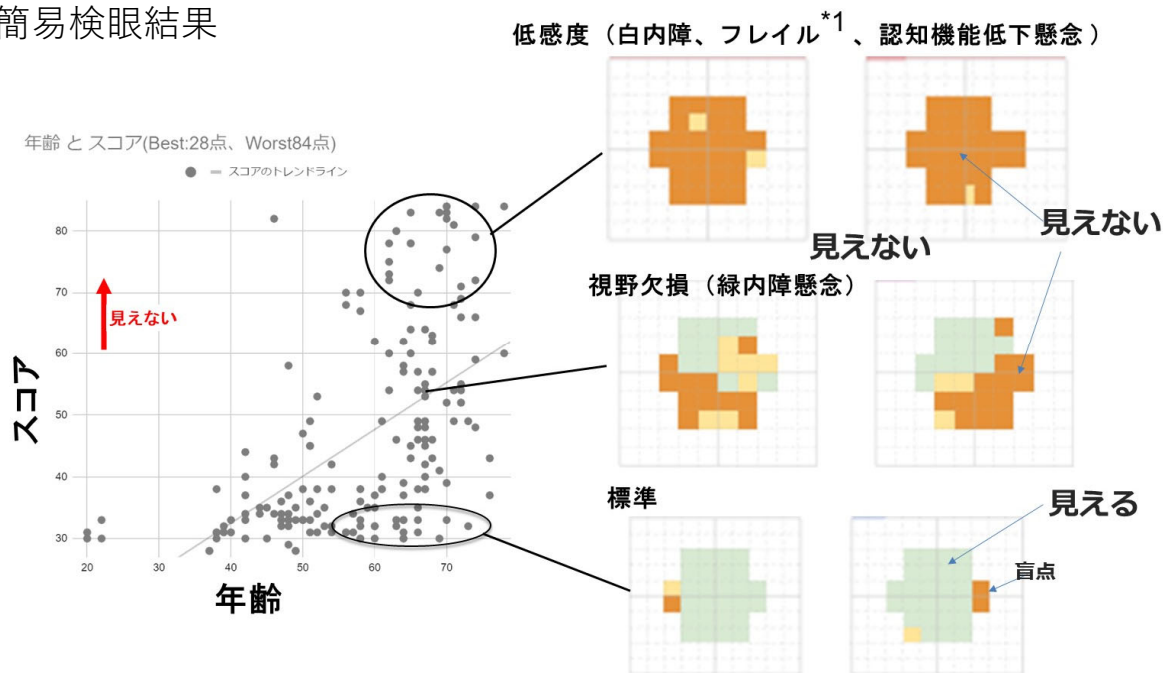 簡易検眼結果
低感度（白内障、フレイル*1 、認知機能低下懸念）
年齢 と スコア(Best:28点、Worst84点)
スコアのトレンドライン
80
70
60
50
40
30
20
30
40
50
60
70
見えない
スコア
年齢
見えない
見えない
視野欠損（緑内障懸念）
標準
見える
盲点